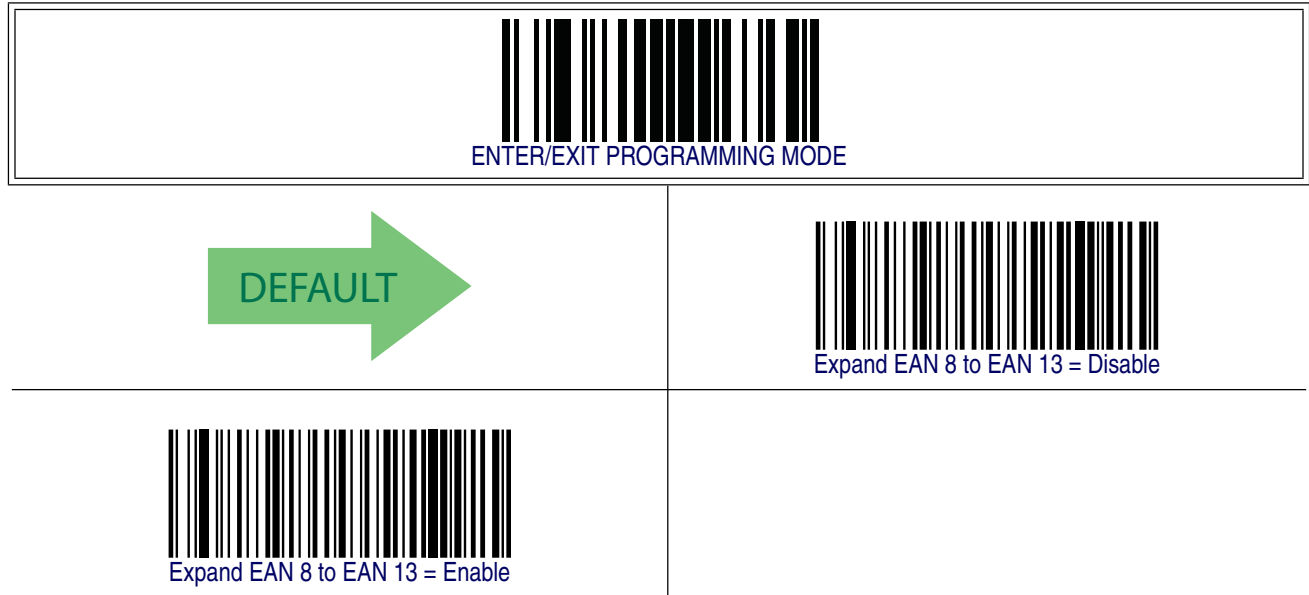 ENTER/EXIT PROGRAMMING MODE
DEFAULT
Expand EAN 8 to EAN 13 = Disable
Expand EAN 8 to EAN 13 = Enable